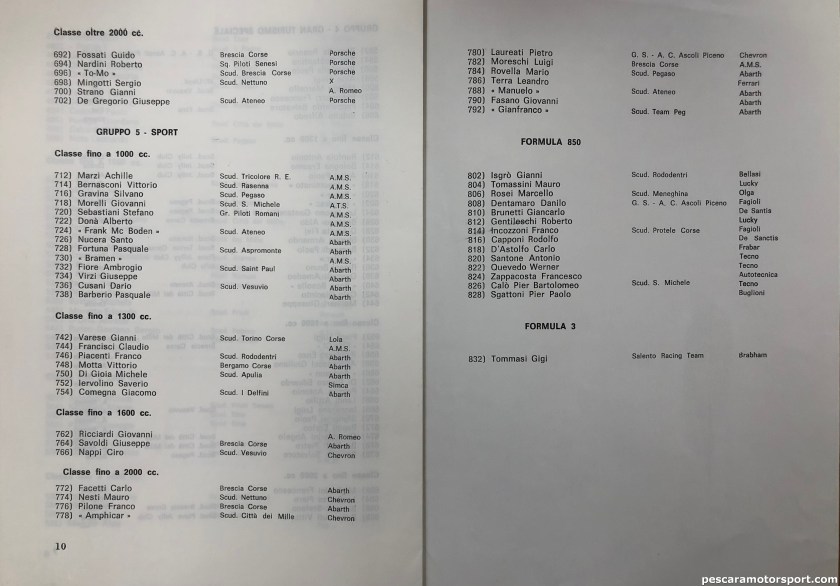 Classe oltre 2000 cc.
692) Fossati Guido Brescia Corse Porsche
694) Nardini Roberto Sq. Piloti Senesi Porsche
696) « To-Mo » Scud. Brescia Corse Porsche
698) Mingotti Sergio Scud. Nettuno X
700) Strano Gianni A. Romeo
702) De Gregorio Giuseppe Scud. Ateneo Porsche
GRUPPO 5 - SPORT
Classe fino a 1000 cc.
712) Marzi Achille Scud. Tricolore R. E. A.M.S.
714) Bernasconi Vittorio Scud. Rasenna A.M.S.
716) Gravina Silvano Scud. Pegaso A.M.S.
718) Morelli Giovanni Scud. S. Michele A.T.S.
720) Sebastiani Stefano Gr. Piloti Romani A.M.S.
722) Donà Alberto A.M.S.
724) « Frank Mc Boden » Scud. Ateneo A.M.S.
726) Nucera Santo Abarth
728) Fortuna Pasquale Scud. Aspromonte Abarth
730) « Bramen » A.M.S.
732) Fiore Ambrogio Scud. Saint Paul Abarth
734) Virzi Giuseppe Abarth
736) Cusani Dario Scud. Vesuvio Abarth
738) Barberio Pasquale Abarth
Classe fino a 1300 cc.
742) Varese Gianni Scud. Torino Corse Lola
744) Francisci Claudio A.M.S.
746) Piacenti Franco Scud. Rododentri Abarth
748) Motta Vittorio Bergamo Corse Abarth
750) Di Gioia Michele Scud. Apulia Abarth
752) Iervolino Saverio Simca
754) Comegna Giacomo Scud. I Delfini Abarth
Classe fino a 1600 cc.
762) Ricciardi Giovanni A. Romeo
764) Savoldi Giuseppe Brescia Corse Abarth
766) Nappi Ciro Scud. Vesuvio Chevron
Classe fino a 2000 cc.
772) Facetti Carlo Brescia Corse Abarth
774) Nesti Mauro Scud. Nettuno Chevron
776) Pilone Franco Brescia Corse Abarth
778) « Amphicar » Scud. Città dei Mille Chevron
10
780) Laureati Pietro G. S. - A. C. Ascoli Piceno Chevron
782) Moreschi Luigi Brescia Corse A.M.S.
784) Rovella Mario Scud. Pegaso Abarth
786) Terra Leandro Ferrari
788) « Manuelo » Scud. Ateneo Abarth
790) Fasano Giovanni Abarth
792) « Gianfranco » Scud. Team Peg Abarth
FORMULA 850
802) Isgrò Gianni Scud. Rododentri Bellasi
804) Tomassini Mauro Lucky
806) Rosei Marcello Scud. Meneghina Olga
808) Dentamaro Danilo G. S. - A. C. Ascoli Piceno Fagioli
810) Brunetti Giancarlo De Santis
812) Gentileschi Roberto Lucky
814) Incozzoni Franco Scud. Protele Corse Fagioli
816) Capponi Rodolfo De Sanctis
818) D'Astolfo Carlo Frabar
820) Santone Antonio Tecno
822) Quevedo Werner Tecno
824) Zappacosta Francesco Autotecnica
826) Calò Pier Bartolomeo Scud. S. Michele Tecno
828) Sgattoni Pier Paolo Buglioni
FORMULA 3
832) Tommasi Gigi Salento Racing Team Brabham
pescaramotorsport.com